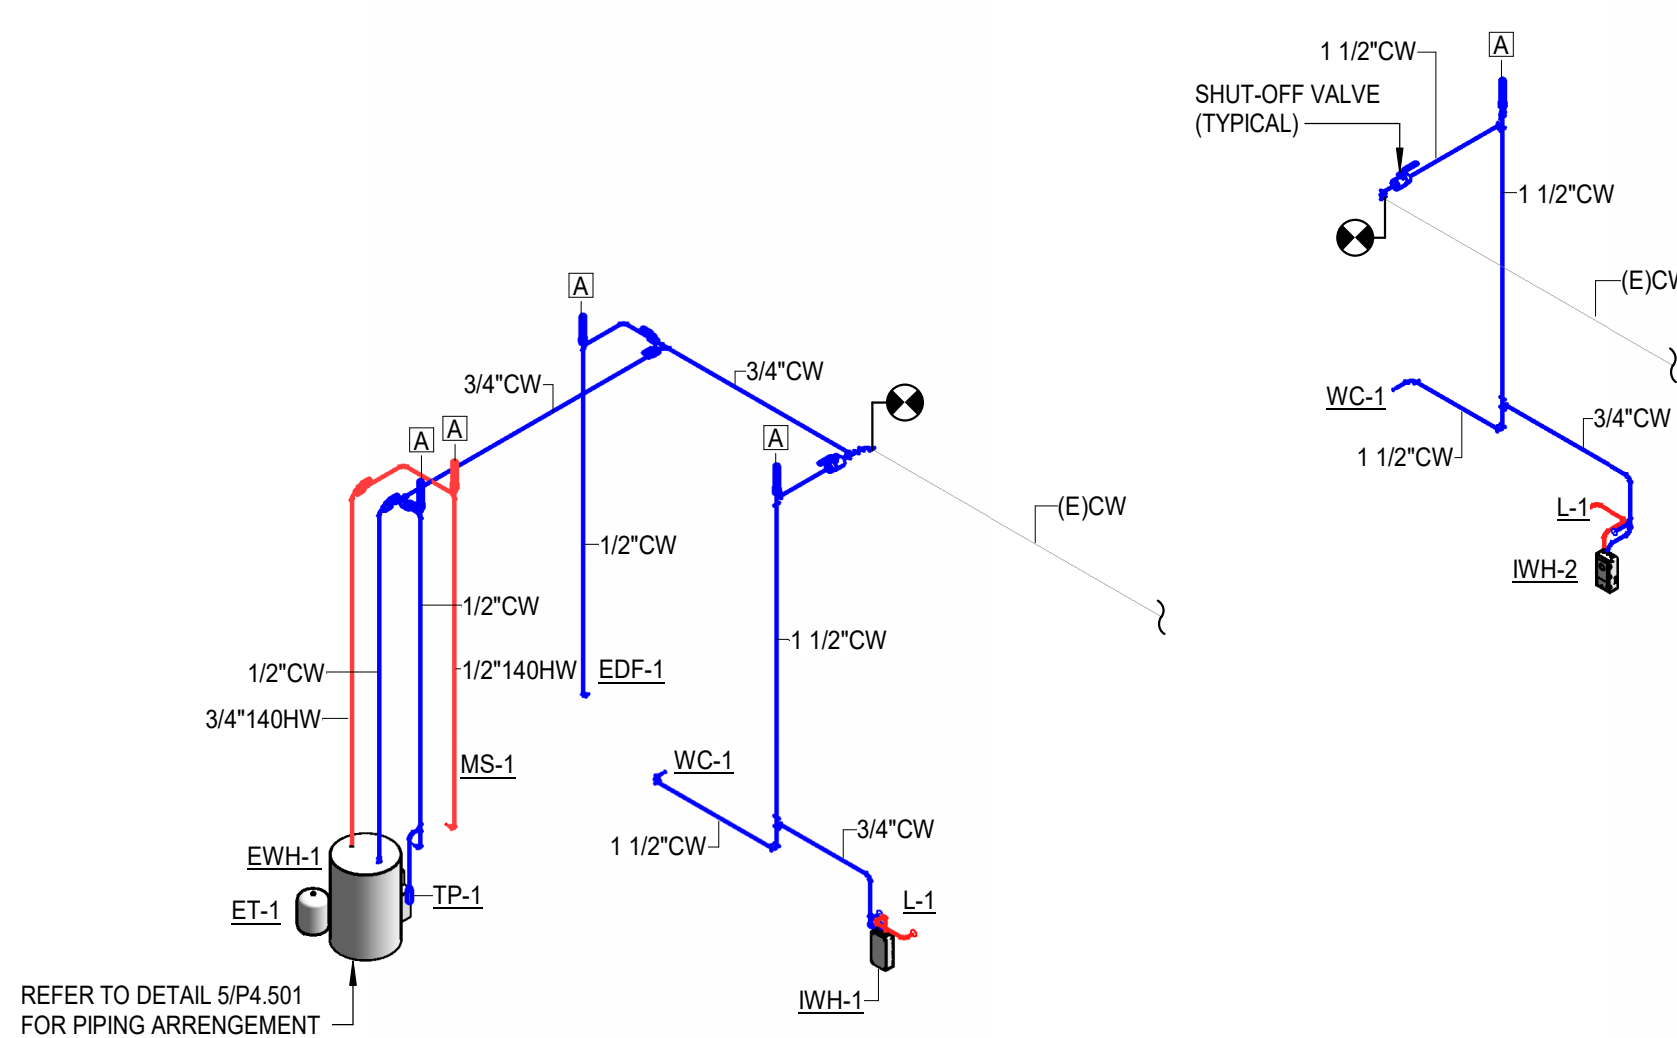 1 1/2"CW
A
SHUT-OFF VALVE
(TYPICAL)
1 1/2"CW
(E)CW
WC-1
3/4"CW
1 1/2"CW
L-1
IWH-2
A
3/4"CW
3/4"CW
A
A
A
(E)CW
1/2"CW
1/2"CW
1 1/2"CW
1/2"CW
1/2"140HW
EDF-1
3/4"140HW
MS-1
WC-1
3/4"CW
1 1/2"CW
EWH-1
TP-1
ET-1
L-1
IWH-1
REFER TO DETAIL 5/P4.501
FOR PIPING ARRENGEMENT